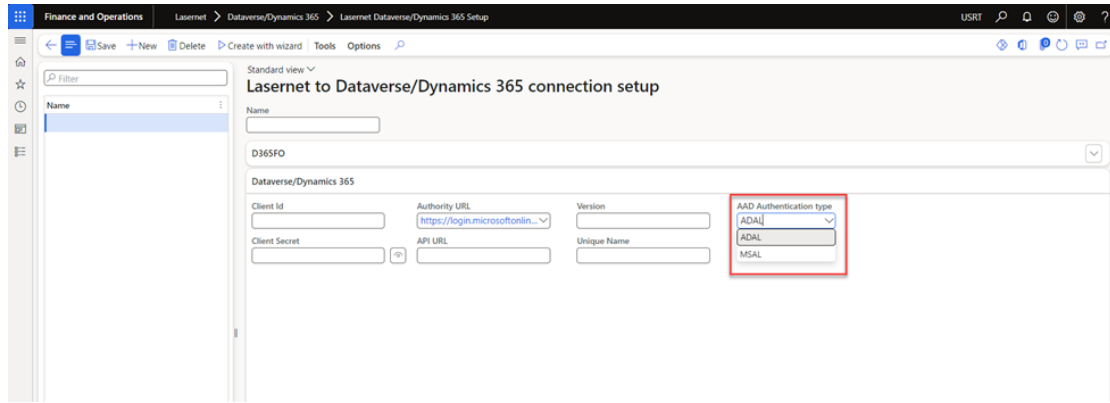 Finance and Operations Lasernet > Dataverse/Dynamics 365 > Lasernet Dataverse/Dynamics 365 Setup USRT ?
Save +New Delete Create with wizard Tools Options 0
Filter
Name
Standard view
Lasernet to Dataverse/Dynamics 365 connection setup
Name
D365FO
Dataverse/Dynamics 365
Client Id Authority URL Version AAD Authentication type
https://login.microsoftonlin... ADAL
Client Secret API URL Unique Name ADAL
MSAL